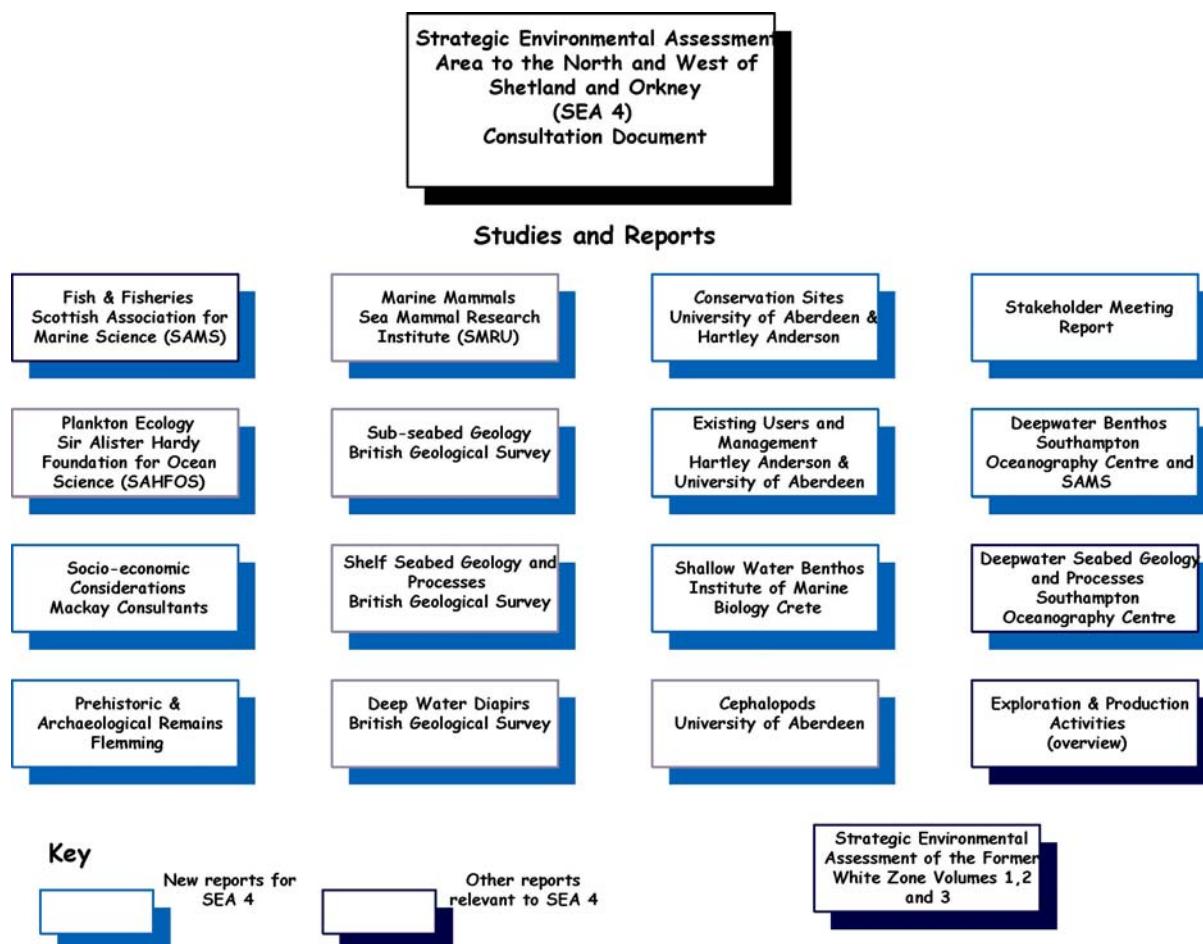 Strategic Environmental Assessment
Area to the North and West of
Shetland and Orkney
(SEA 4)
Consultation Document
Studies and Reports
Fish & Fisheries
Scottish Association for
Marine Science (SAMS)
Marine Mammals
Sea Mammal Research
Institute (SMRU)
Conservation Sites
University of Aberdeen &
Hartley Anderson
Stakeholder Meeting
Report
Plankton Ecology
Sir Alister Hardy
Foundation for Ocean
Science (SAHFOS)
Sub-seabed Geology
British Geological Survey
Existing Users and
Management
Hartley Anderson &
University of Aberdeen
Deepwater Benthos
Southampton
Oceanography Centre and
SAMS
Socio-economic
Considerations
Mackay Consultants
Shelf Seabed Geology and
Processes
British Geological Survey
Shallow Water Benthos
Institute of Marine
Biology Crete
Deepwater Seabed Geology
and Processes
Southampton
Oceanography Centre
Prehistoric &
Archaeological Remains
Flemming
Deep Water Diapirs
British Geological Survey
Cephalopods
University of Aberdeen
Exploration & Production
Activities
(overview)
Key
New reports for
SEA 4
Other reports
relevant to SEA 4
Strategic Environmental
Assessment of the Former
White Zone Volumes 1,2
and 3